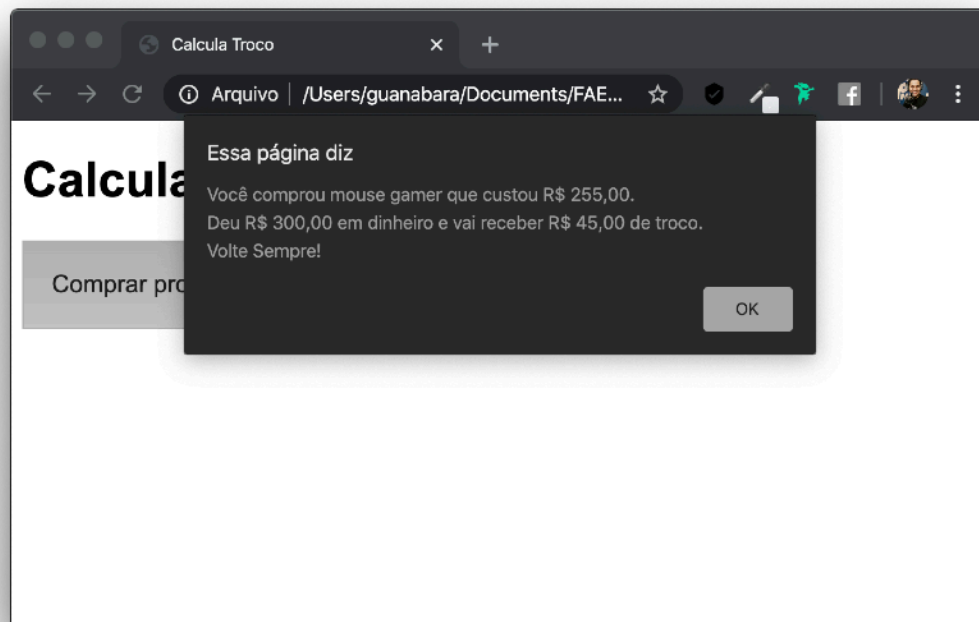 Calcula Troco
Arquivo | /Users/guanabara/Documents/FAE...
Essa página diz
Você comprou mouse gamer que custou R$ 255,00.
Deu R$ 300,00 em dinheiro e vai receber R$ 45,00 de troco.
Volte Sempre!
OK
Calcula
Comprar pro